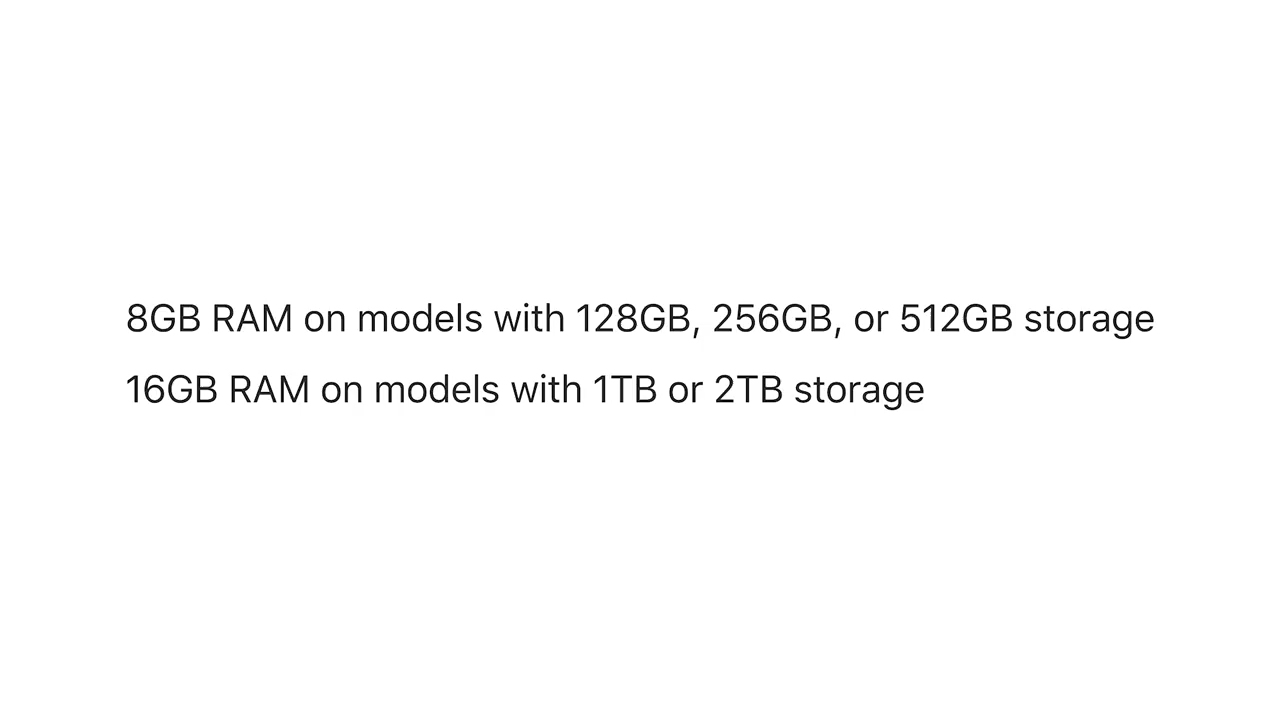 8GB RAM on models with 128GB, 256GB, or 512GB storage
16GB RAM on models with 1TB or 2TB storage